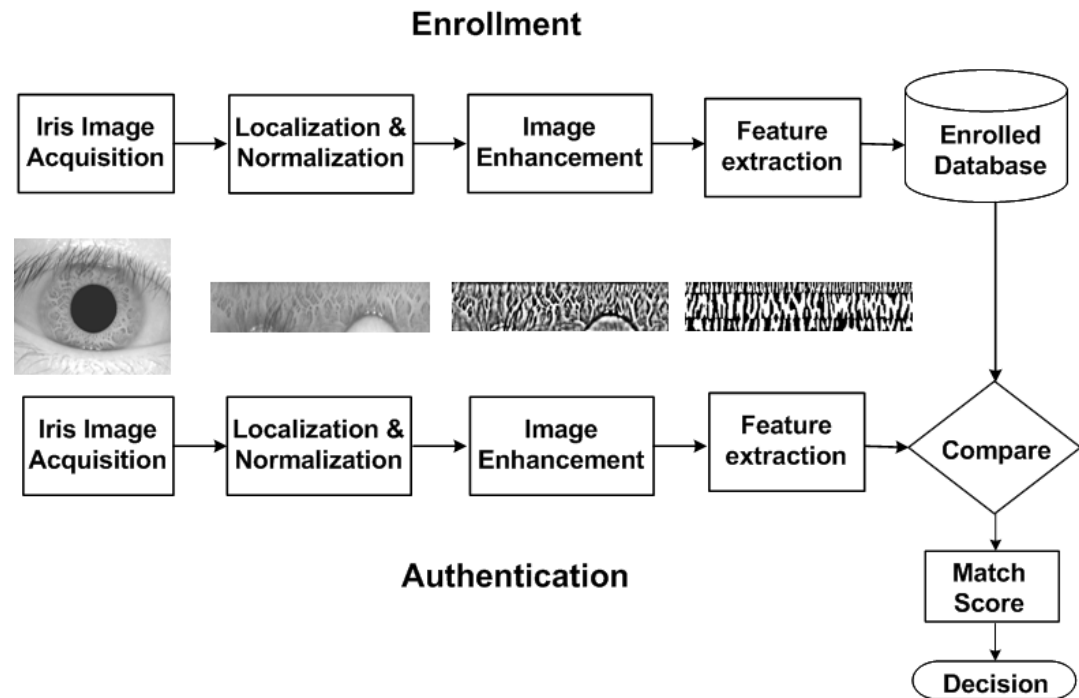 Enrollment
Iris Image
Acquisition
Localization &
Normalization
Image
Enhancement
Feature
extraction
Enrolled
Database
Iris Image
Acquisition
Localization &
Normalization
Image
Enhancement
Feature
extraction
Compare
Authentication
Match
Score
Decision